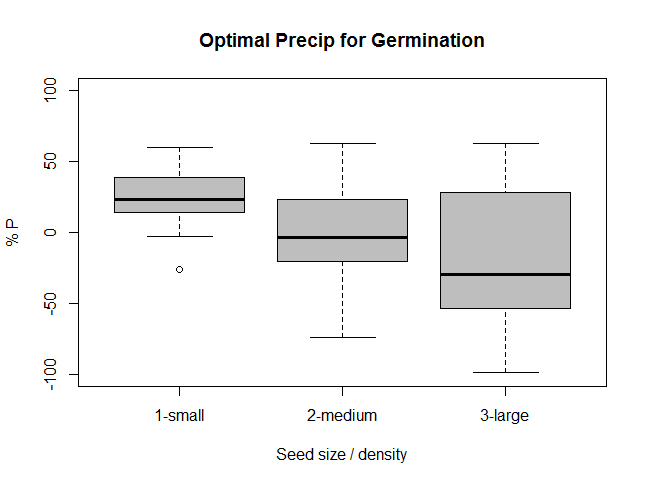 Optimal Precip for Germination
100
50
0
-50
-100
% P
1-small 2-medium 3-large
Seed size / density